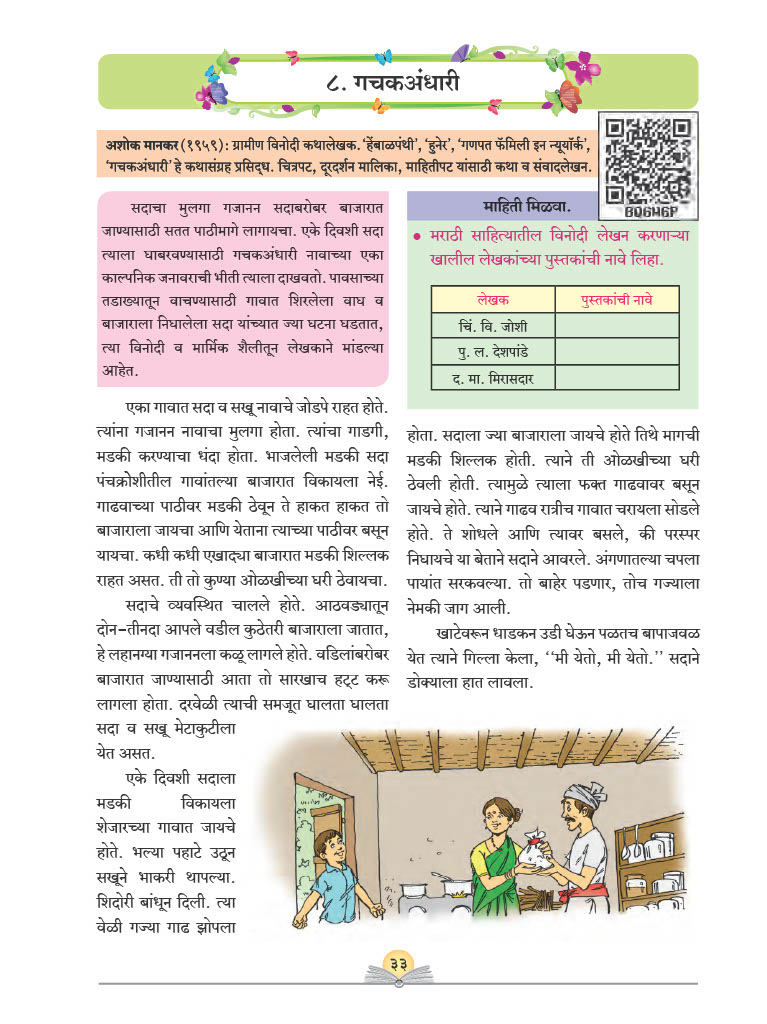 ८. गचकअंधारी
अशोक मानकर (१९५९) : ग्रामीण विनोदी कथालेखक. ‘हेंबाळपंथी’, ‘हुनेर’, ‘गणपत फॅमिली इन न्यूयॉर्क’,
‘गचकअंधारी’ हे कथासंग्रह प्रसिद्ध. चित्रपट, दूरदर्शन मालिका, माहितीपट यांसाठी कथा व संवादलेखन.
BQ6W6P
सदाचा मुलगा गजानन सदाबरोबर बाजारात
जाण्यासाठी सतत पाठीमागे लागायचा. एके दिवशी सदा
त्याला घाबरवण्यासाठी गचकअंधारी नावाच्या एका
काल्पनिक जनावराची भीती त्याला दाखवतो. पावसाच्या
तडाख्यातून वाचण्यासाठी गावात शिरलेला वाघ व
बाजाराला निघालेला सदा यांच्यात ज्या घटना घडतात,
त्या विनोदी व मार्मिक शैलीतून लेखकाने मांडल्या
आहेत.
माहिती मिळवा.
• मराठी साहित्यातील विनोदी लेखन करणाऱ्या
खालील लेखकांच्या पुस्तकांची नावे लिहा.
लेखक पुस्तकांची नावे
चिं. वि. जोशी
पु. ल. देशपांडे
द. मा. मिरासदार
एका गावात सदा व सखू नावाचे जोडपे राहत होते.
त्यांना गजानन नावाचा मुलगा होता. त्यांचा गाडगी,
मडकी करण्याचा धंदा होता. भाजलेली मडकी सदा
पंचक्रोशीतील गावांतल्या बाजारात विकायला नेई.
गाढवाच्या पाठीवर मडकी ठेवून ते हाकत हाकत तो
बाजाराला जायचा आणि येताना त्याच्या पाठीवर बसून
यायचा. कधी कधी एखाद्या बाजारात मडकी शिल्लक
राहत असत. ती तो कुण्या ओळखीच्या घरी ठेवायचा.
सदाचे व्यवस्थित चालले होते. आठवड्यातून
दोन-तीनदा आपले वडील कुठेतरी बाजाराला जातात,
हे लहानग्या गजाननला कळू लागले होते. वडिलांबरोबर
बाजारात जाण्यासाठी आता तो सारखाच हट्ट करू
लागला होता. दरवेळी त्याची समजूत घालता घालता
सदा व सखू मेटाकुटीला
येत असत.
एके दिवशी सदाला
मडकी विकायला
शेजारच्या गावात जायचे
होते. भल्या पहाटे उठून
सखूने भाकरी थापल्या.
शिदोरी बांधून दिली. त्या
वेळी गज्या गाढ झोपला
होता. सदाला ज्या बाजाराला जायचे होते तिथे मागची
मडकी शिल्लक होती. त्याने ती ओळखीच्या घरी
ठेवली होती. त्यामुळे त्याला फक्त गाढवावर बसून
जायचे होते. त्याने गाढव रात्रीच गावात चरायला सोडले
होते. ते शोधले आणि त्यावर बसले, की परस्पर
निघायचे या बेताने सदाने आवरले. अंगणातल्या चपला
पायांत सरकवल्या. तो बाहेर पडणार, तोच गज्याला
नेमकी जाग आली.
खाटेवरून धाडकन उडी घेऊन पळतच बापाजवळ
येत त्याने गिल्ला केला, ‘‘मी येतो, मी येतो.’’ सदाने
डोक्याला हात लावला.
३३